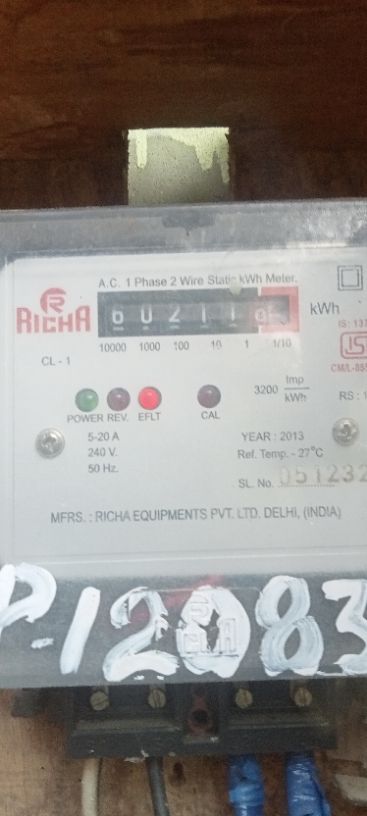 A.C. 1 Phase 2 Wire Static kWh Meter.
RICHA
60211
kWh
10000 1000 100 10 1 1/10
CL - 1
3200 Imp/kWh
POWER REV. EFLT CAL
5-20 A
240 V.
50 Hz.
YEAR : 2013
Ref. Temp. - 27°C
SL. No. 051232
MFRS. : RICHA EQUIPMENTS PVT. LTD. DELHI, (INDIA)
P-12083